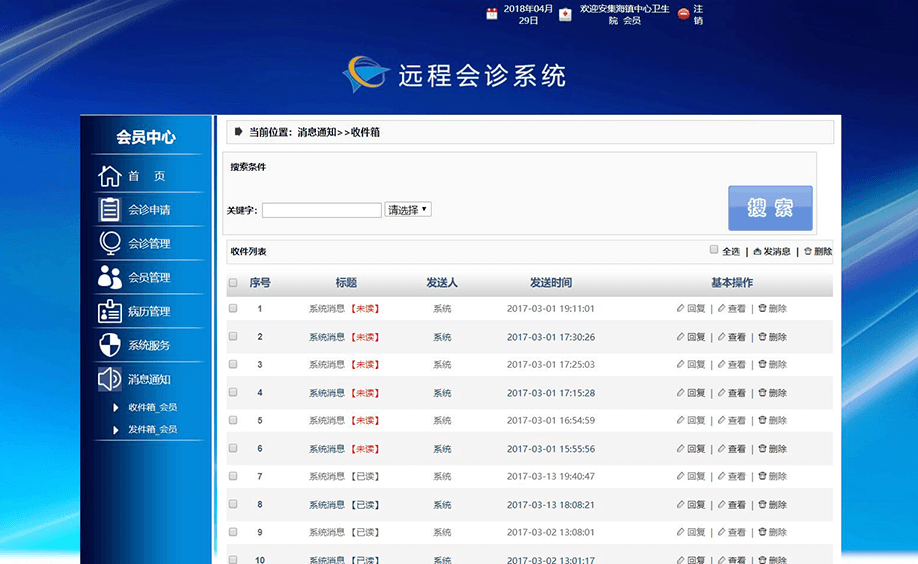 2018年04月
29日
欢迎安集海镇中心卫生
院 会员
注
销
远程会诊系统
会员中心
首 页
会诊申请
会诊管理
会员管理
病历管理
系统服务
消息通知
收件箱_会员
发件箱_会员
当前位置：消息通知>>收件箱
搜索条件
关键字： 请选择 搜 索
收件列表 全选 | 发消息 | 删除
序号 标题 发送人 发送时间 基本操作
1 系统消息【未读】 系统 2017-03-01 19:11:01 回复 | 查看 | 删除
2 系统消息【未读】 系统 2017-03-01 17:30:26 回复 | 查看 | 删除
3 系统消息【未读】 系统 2017-03-01 17:25:03 回复 | 查看 | 删除
4 系统消息【未读】 系统 2017-03-01 17:15:28 回复 | 查看 | 删除
5 系统消息【未读】 系统 2017-03-01 16:54:59 回复 | 查看 | 删除
6 系统消息【未读】 系统 2017-03-01 15:55:56 回复 | 查看 | 删除
7 系统消息【已读】 系统 2017-03-13 19:40:47 回复 | 查看 | 删除
8 系统消息【已读】 系统 2017-03-13 18:08:21 回复 | 查看 | 删除
9 系统消息【已读】 系统 2017-03-02 13:08:01 回复 | 查看 | 删除
10 系统消息【已读】 系统 2017-03-02 13:01:17 回复 | 查看 | 删除